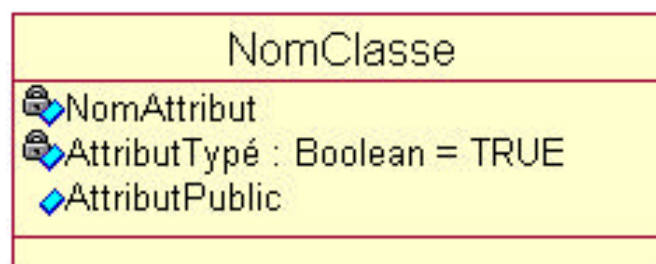 NomClasse
NomAttribut
AttributTypé : Boolean = TRUE
AttributPublic